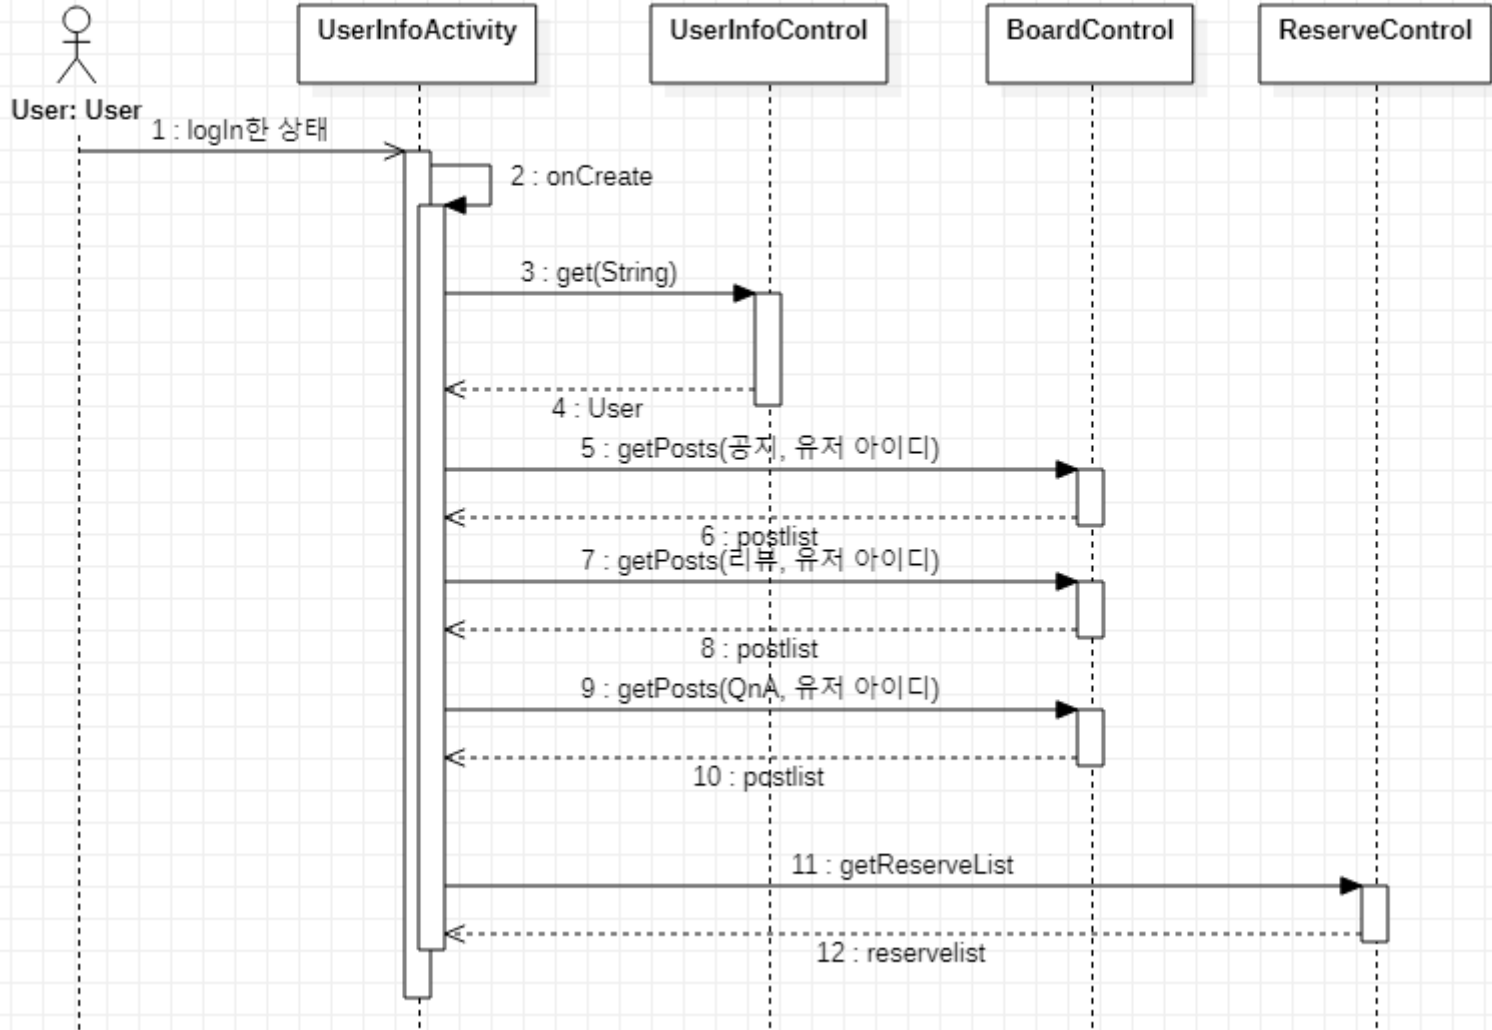 UserInfoActivity
UserInfoControl
BoardControl
ReserveControl
User: User
1 : logIn한 상태
2 : onCreate
3 : get(String)
4 : User
5 : getPosts(공지, 유저 아이디)
6 : postlist
7 : getPosts(리뷰, 유저 아이디)
8 : postlist
9 : getPosts(QnA, 유저 아이디)
10 : postlist
11 : getReserveList
12 : reservelist